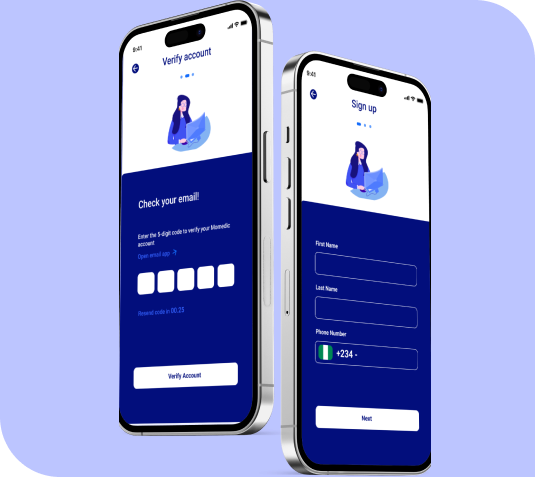 9:41
Verify account
Check your email!
Enter the 5-digit code to verify your Momedic
account
Open email app
Resend code in 00:23
Verify Account
9:41
Sign up
First Name
Last Name
Phone Number
+234 -
Next